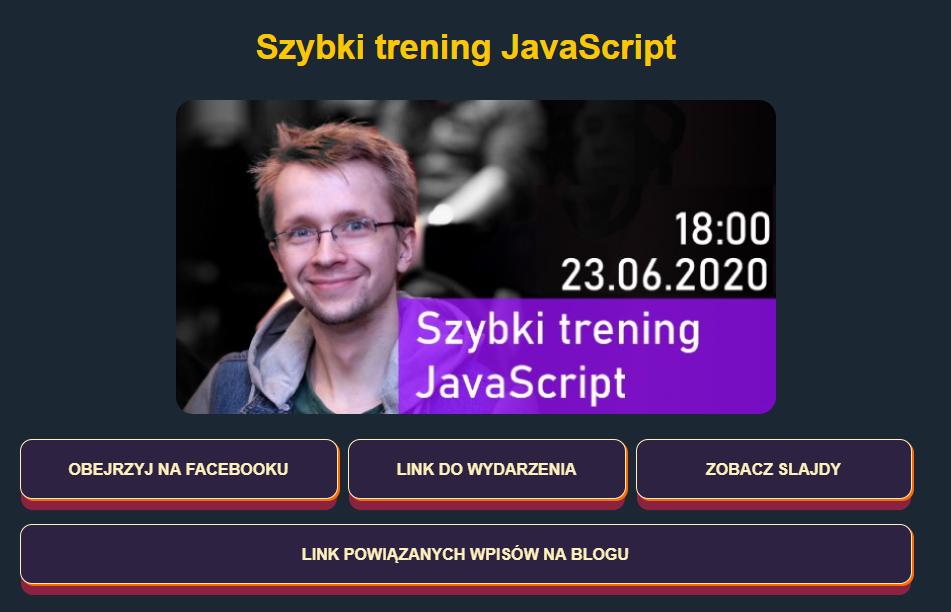 Szybki trening JavaScript
18:00
23.06.2020
Szybki trening
JavaScript
OBEJRZYJ NA FACEBOOKU
LINK DO WYDARZENIA
ZOBACZ SLAJDY
LINK POWIĄZANYCH WPISÓW NA BLOGU